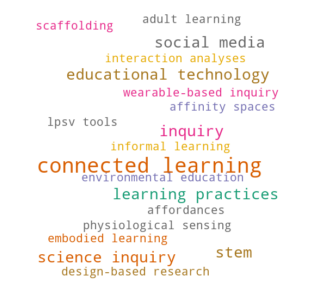 adult learning
scaffolding
social media
interaction analyses
educational technology
wearable-based inquiry
affinity spaces
lpsv tools
inquiry
informal learning
connected learning
environmental education
learning practices
affordances
physiological sensing
embodied learning
stem
science inquiry
design-based research